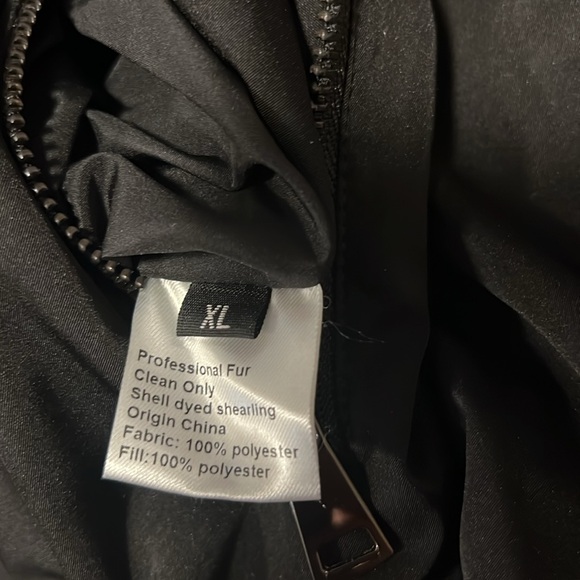 XL
Professional Fur
Clean Only
Shell dyed shearling
Origin China
Fabric: 100% polyester
Fill:100% polyester